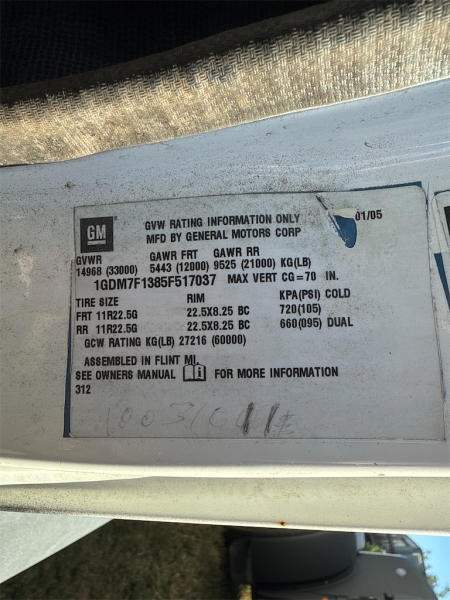 GM
GVW RATING INFORMATION ONLY
01/05
MFD BY GENERAL MOTORS CORP
GVWR GAWR FRT GAWR RR
14968 (33000) 5443 (12000) 9525 (21000) KG(LB)
1GDM7F1385F517037 MAX VERT CG=70 IN.
TIRE SIZE RIM KPA(PSI) COLD
FRT 11R22.5G 22.5X8.25 BC 720(105)
RR 11R22.5G 22.5X8.25 BC 660(095) DUAL
GCW RATING KG(LB) 27216 (60000)
ASSEMBLED IN FLINT MI.
SEE OWNERS MANUAL FOR MORE INFORMATION
312